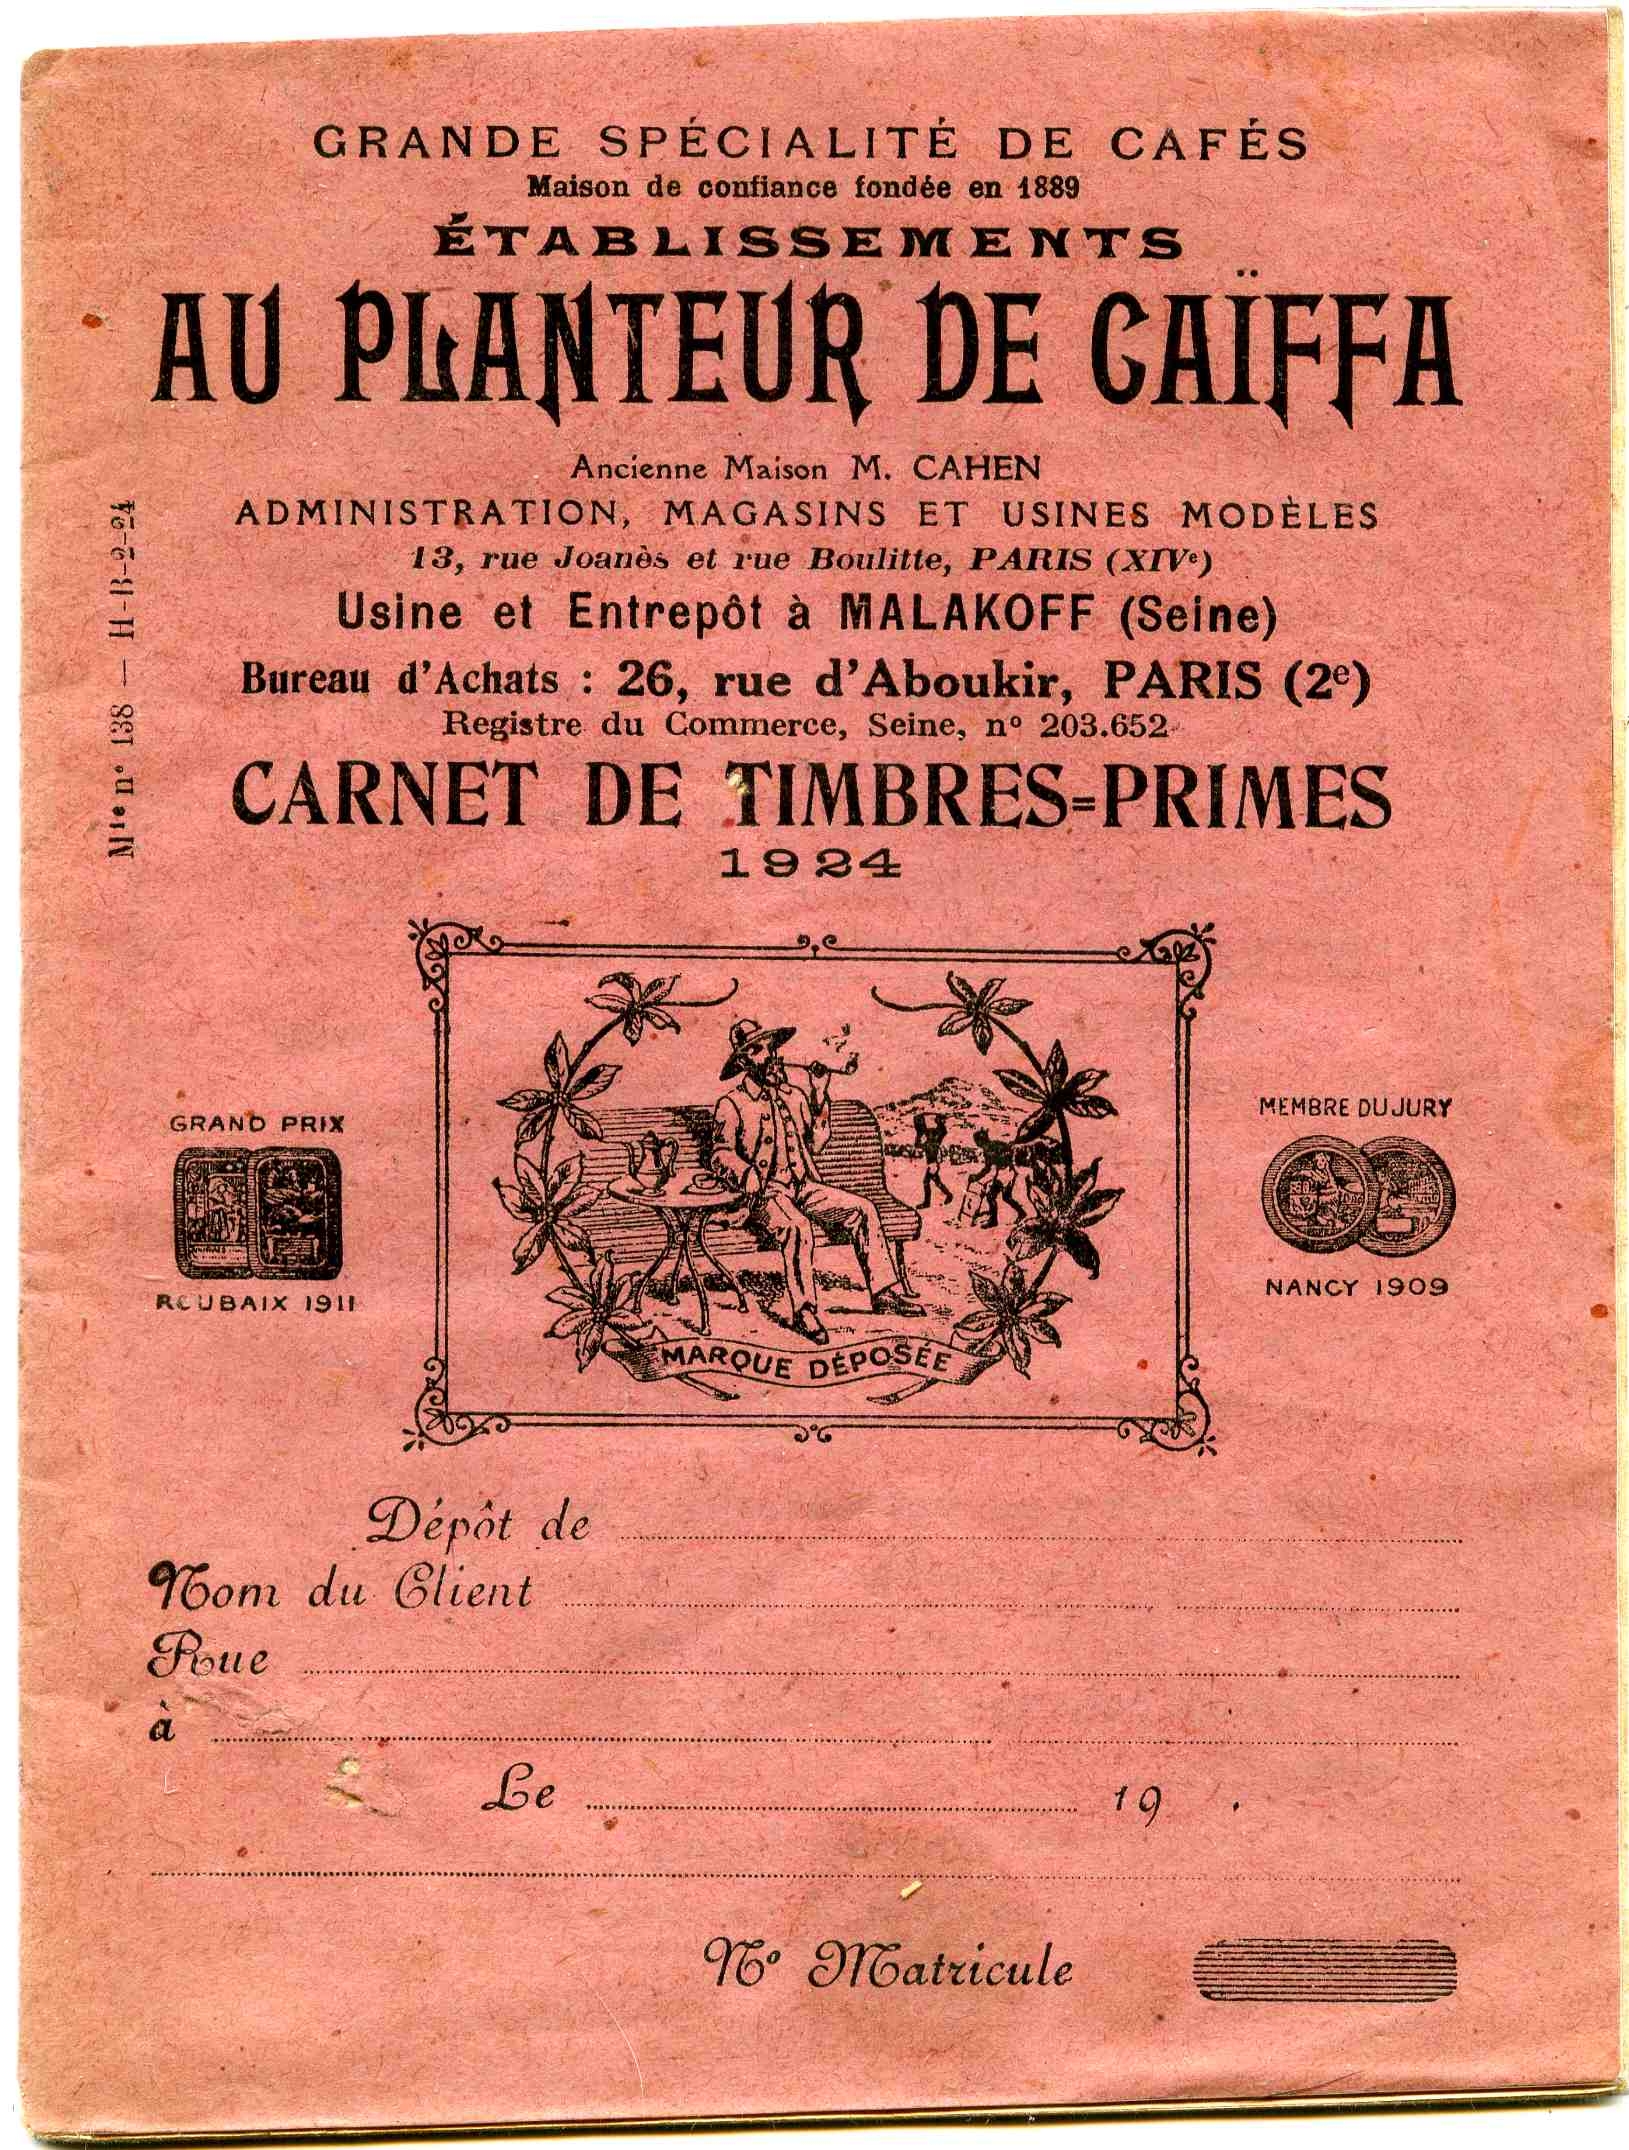 GRANDE SPÉCIALITÉ DE CAFÉS
Maison de confiance fondée en 1889
ÉTABLISSEMENTS
AU PLANTEUR DE CAÏFFA
Ancienne Maison M. CAHEN
ADMINISTRATION, MAGASINS ET USINES MODÈLES
13, rue Joanès et rue Boulitte, PARIS (XIVe)
Usine et Entrepôt à MALAKOFF (Seine)
Bureau d'Achats : 26, rue d'Aboukir, PARIS (2e)
Registre du Commerce, Seine, no 203.652
CARNET DE TIMBRES=PRIMES
1924
Mle no 138 — H-B-2-24
GRAND PRIX
ROUBAIX 1911
MARQUE DÉPOSÉE
MEMBRE DU JURY
NANCY 1909
Dépôt de
Nom du Client
Rue
à
Le 19 .
No Matricule